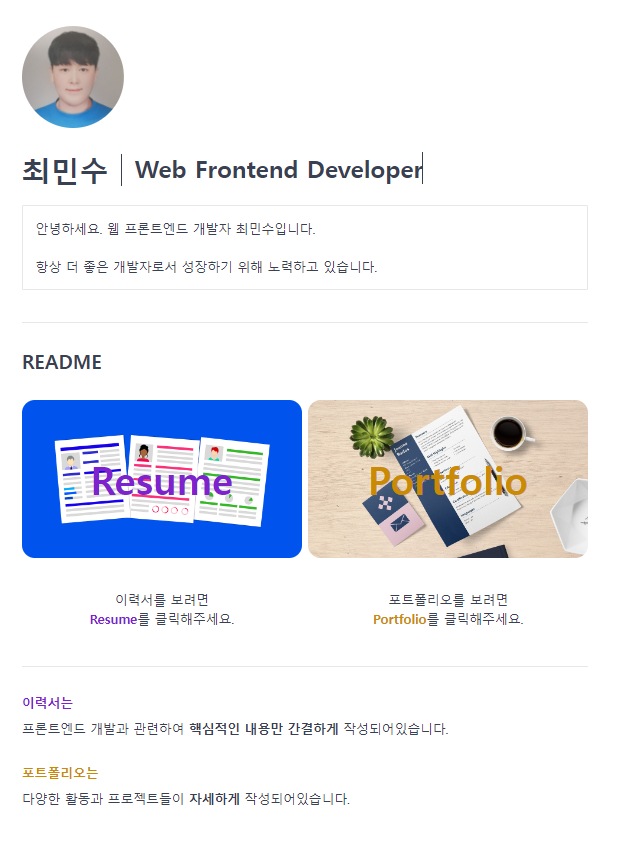 최민수 | Web Frontend Developer
안녕하세요. 웹 프론트엔드 개발자 최민수입니다.
항상 더 좋은 개발자로서 성장하기 위해 노력하고 있습니다.
README
Resume
Portfolio
이력서를 보려면
Resume를 클릭해주세요.
포트폴리오를 보려면
Portfolio를 클릭해주세요.
이력서는
프론트엔드 개발과 관련하여 핵심적인 내용만 간결하게 작성되어있습니다.
포트폴리오는
다양한 활동과 프로젝트들이 자세하게 작성되어있습니다.